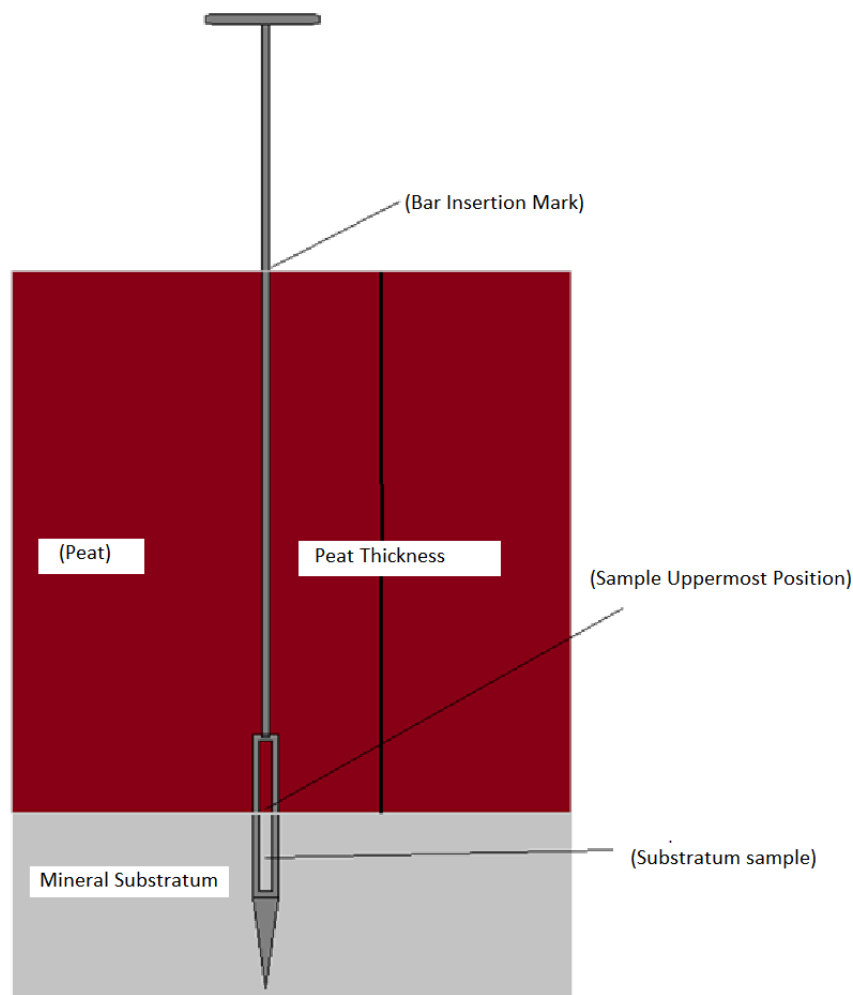 (Bar Insertion Mark)
(Peat)
Peat Thickness
(Sample Uppermost Position)
(Substratum sample)
Mineral Substratum